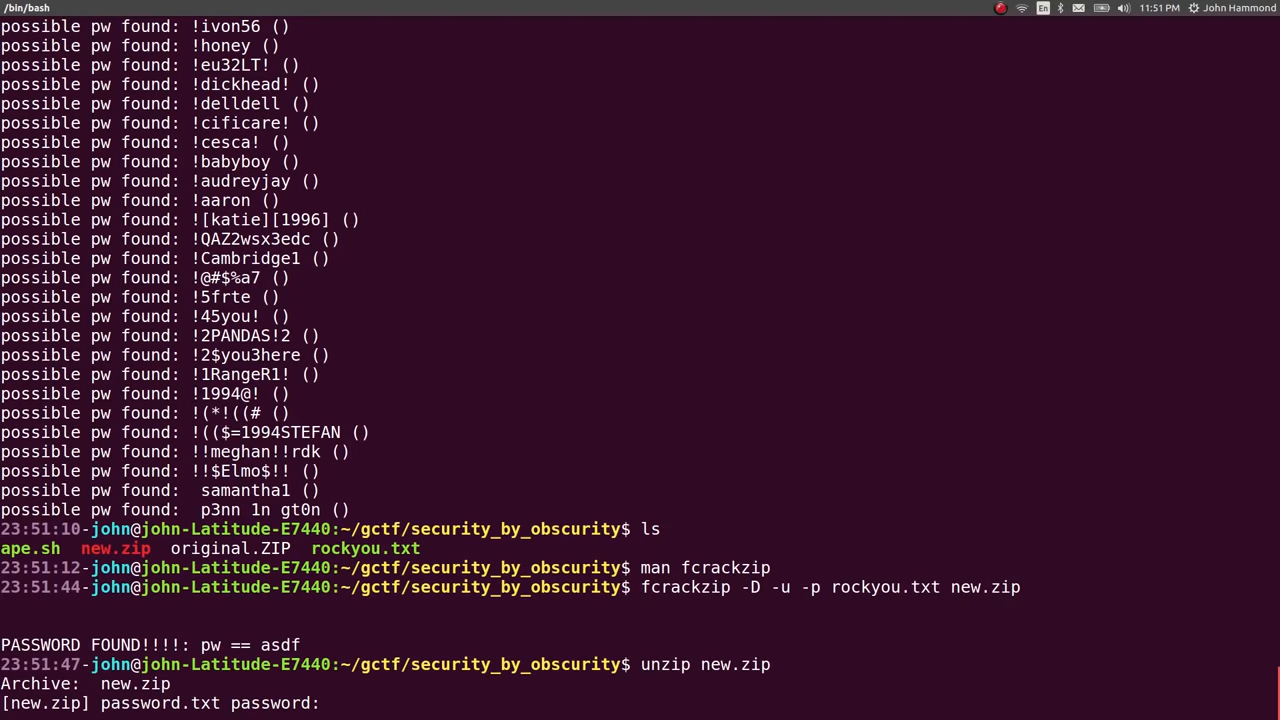 /bin/bash
En
11:51 PM
John Hammond
possible pw found: !ivon56 ()
possible pw found: !honey ()
possible pw found: !eu32LT! ()
possible pw found: !dickhead! ()
possible pw found: !delldell ()
possible pw found: !cificare! ()
possible pw found: !cesca! ()
possible pw found: !babyboy ()
possible pw found: !audreyjay ()
possible pw found: !aaron ()
possible pw found: ![katie][1996] ()
possible pw found: !QAZ2wsx3edc ()
possible pw found: !Cambridge1 ()
possible pw found: !@#$%a7 ()
possible pw found: !5frte ()
possible pw found: !45you! ()
possible pw found: !2PANDAS!2 ()
possible pw found: !2$you3here ()
possible pw found: !1RangeR1! ()
possible pw found: !1994@! ()
possible pw found: !(*!((# ()
possible pw found: !(($=1994STEFAN ()
possible pw found: !!meghan!!rdk ()
possible pw found: !!$Elmo$!! ()
possible pw found:  samantha1 ()
possible pw found:  p3nn 1n gt0n ()
23:51:10-john@john-Latitude-E7440:~/gctf/security_by_obscurity$ ls
ape.sh  new.zip  original.ZIP  rockyou.txt
23:51:12-john@john-Latitude-E7440:~/gctf/security_by_obscurity$ man fcrackzip
23:51:44-john@john-Latitude-E7440:~/gctf/security_by_obscurity$ fcrackzip -D -u -p rockyou.txt new.zip
PASSWORD FOUND!!!!: pw == asdf
23:51:47-john@john-Latitude-E7440:~/gctf/security_by_obscurity$ unzip new.zip
Archive:  new.zip
[new.zip] password.txt password: